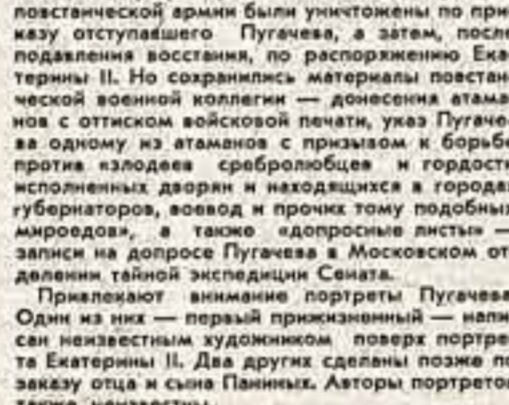 повстанческой армии были уничтожены по при-
казу отступавшего Пугачева, а затем, после
подавления восстания, по распоряжению Ека-
терины II. Но сохранились материалы повстан-
ческой военной коллегии — донесения атама-
нов с оттиском войсковой печати, указ Пугаче-
ва одному из атаманов с призывом к борьбе
против «злодеев сребролюбцев и гордости
исполненных дворян и находящихся в городах
губернаторов, воевод и прочих тому подобных
мироедов», а также «допросные листы» —
записи на допросе Пугачева в Московском от-
делении тайной экспедиции Сената.
Привлекают внимание портреты Пугачева
Один из них — первый прижизненный — напи-
сан неизвестным художником поверх портре-
та Екатерины II. Два других сделаны позже по
заказу отца и сына Паниных. Авторы портретов
также неизвестны.